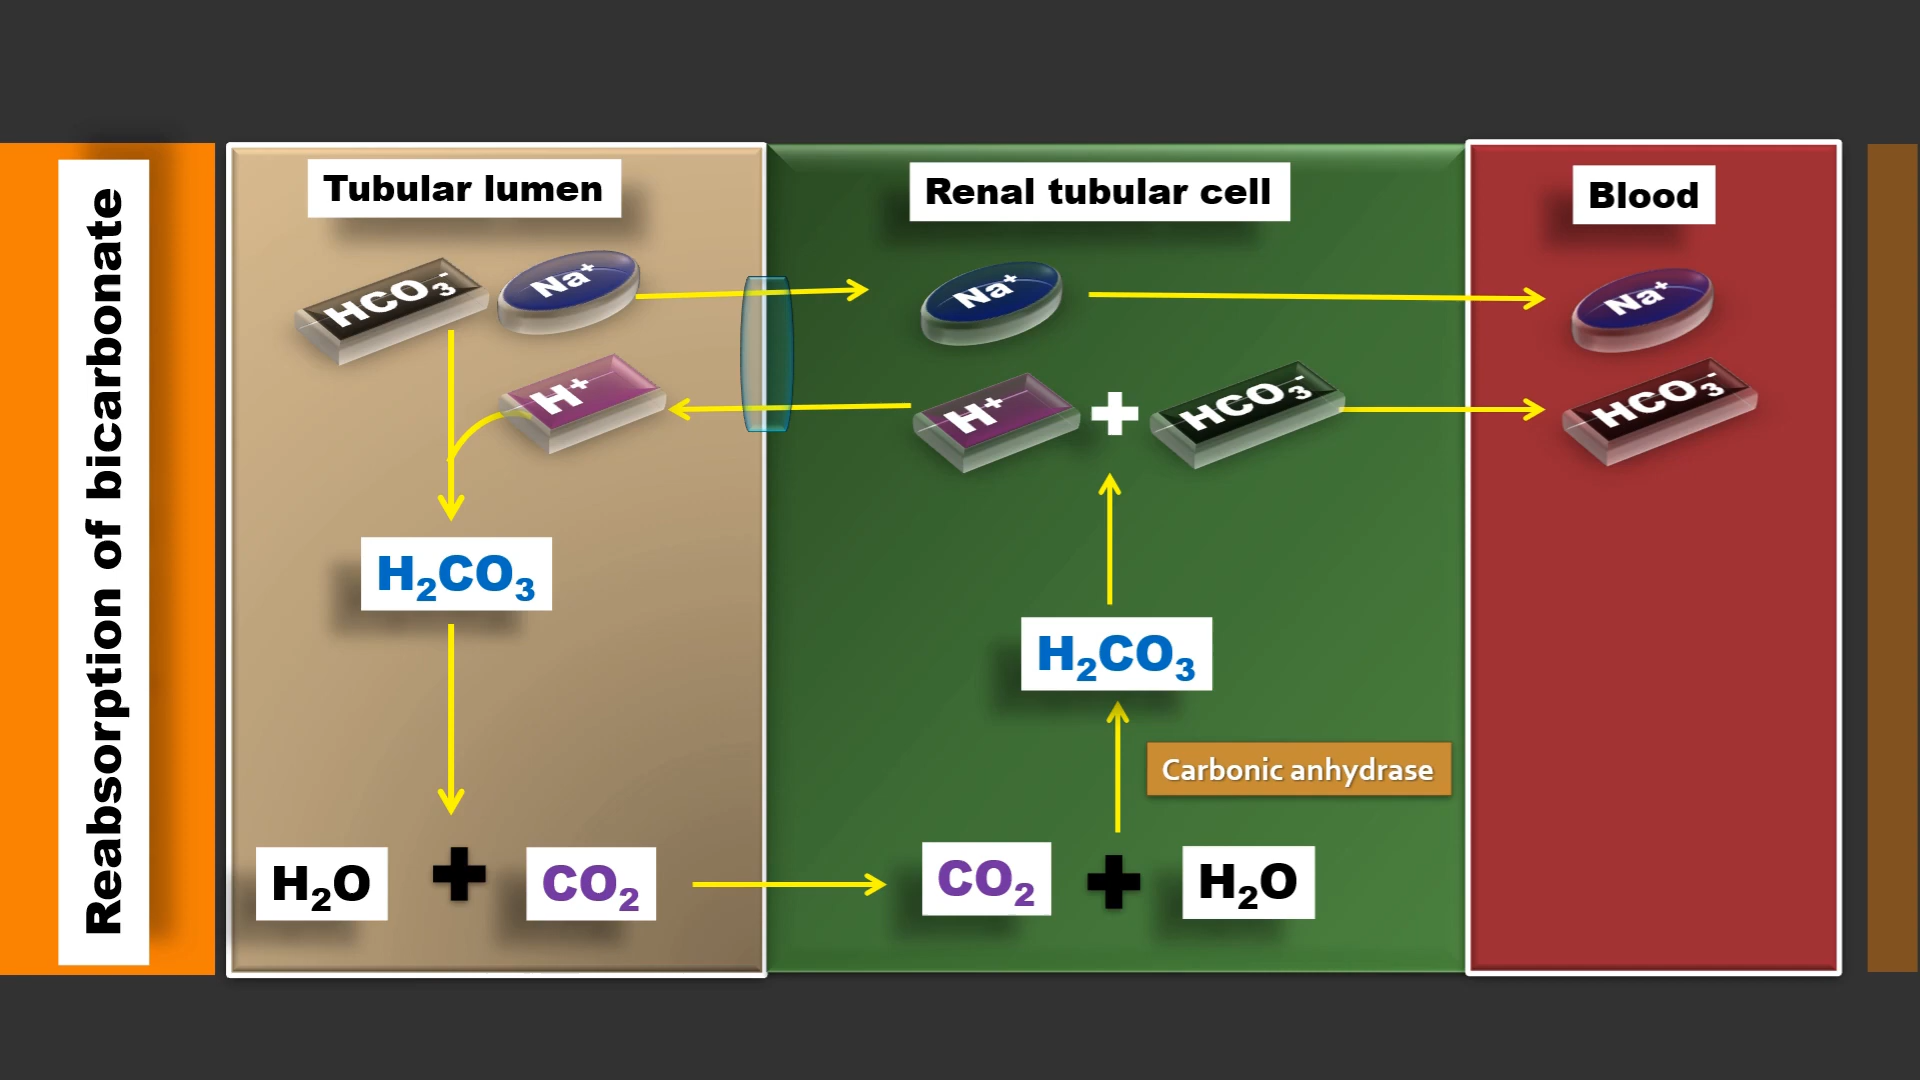 Reabsorption of bicarbonate
Tubular lumen
Renal tubular cell
Blood
HCO₃⁻
Na⁺
Na⁺
Na⁺
H⁺
H⁺
HCO₃⁻
HCO₃⁻
H₂CO₃
H₂CO₃
Carbonic anhydrase
H₂O + CO₂
CO₂ + H₂O